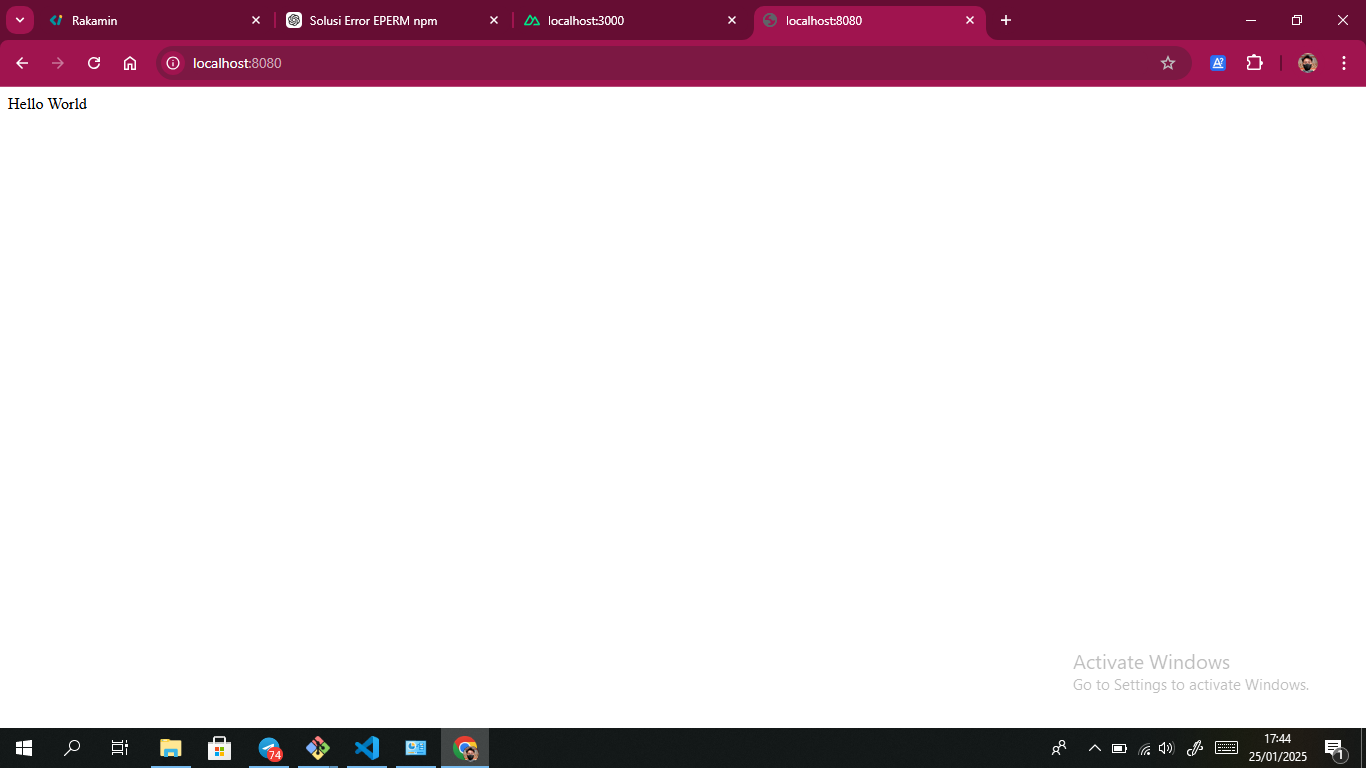 Rakamin
Solusi Error EPERM npm
localhost:3000
localhost:8080
localhost:8080
Hello World
Activate Windows
Go to Settings to activate Windows.
74
17:44
25/01/2025
1